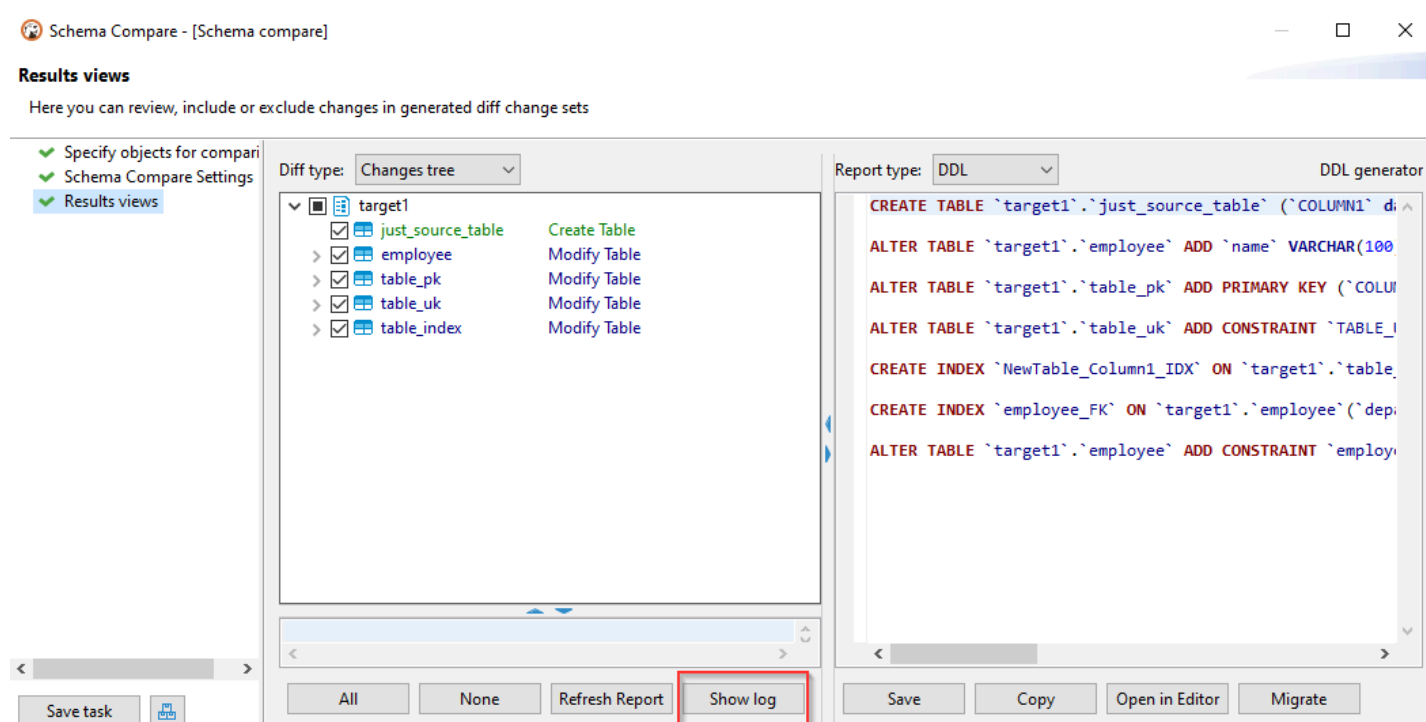 Schema Compare - [Schema compare]
Results views
Here you can review, include or exclude changes in generated diff change sets
Specify objects for compari
Schema Compare Settings
Results views
Diff type: Changes tree
target1
just_source_table Create Table
employee Modify Table
table_pk Modify Table
table_uk Modify Table
table_index Modify Table
All None Refresh Report Show log
Save task
Report type: DDL DDL generator
CREATE TABLE `target1`.`just_source_table` (`COLUMN1` da
ALTER TABLE `target1`.`employee` ADD `name` VARCHAR(100
ALTER TABLE `target1`.`table_pk` ADD PRIMARY KEY (`COLUM
ALTER TABLE `target1`.`table_uk` ADD CONSTRAINT `TABLE_U
CREATE INDEX `NewTable_Column1_IDX` ON `target1`.`table_
CREATE INDEX `employee_FK` ON `target1`.`employee`(`depa
ALTER TABLE `target1`.`employee` ADD CONSTRAINT `employe
Save Copy Open in Editor Migrate